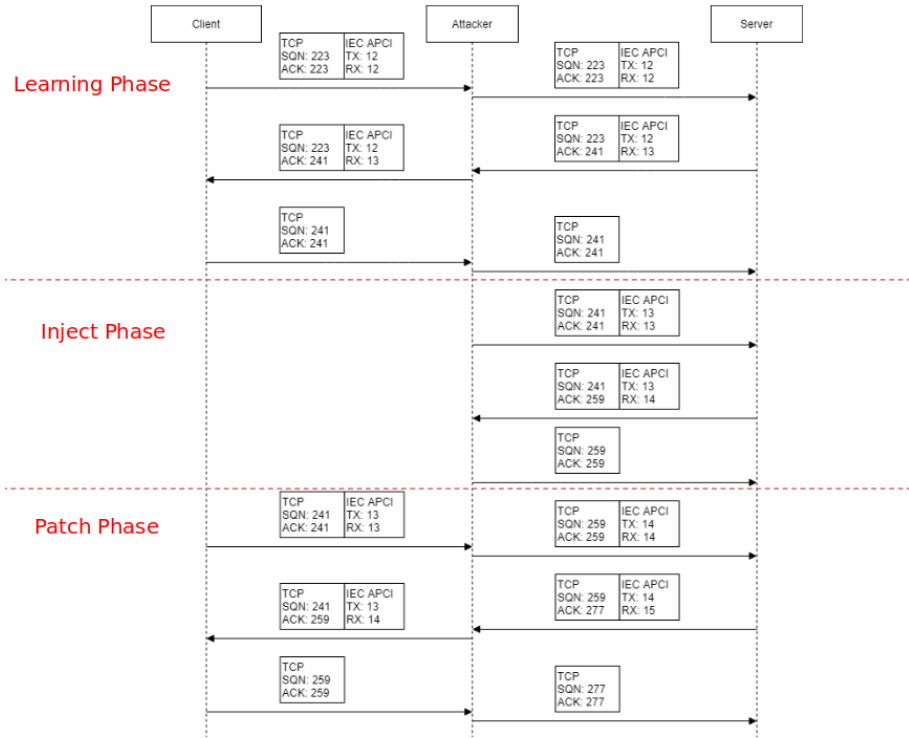 Client
Attacker
Server
Learning Phase
TCP IEC APCI
SQN: 223 TX: 12
ACK: 223 RX: 12
TCP IEC APCI
SQN: 223 TX: 12
ACK: 223 RX: 12
TCP IEC APCI
SQN: 223 TX: 12
ACK: 241 RX: 13
TCP IEC APCI
SQN: 223 TX: 12
ACK: 241 RX: 13
TCP
SQN: 241
ACK: 241
TCP
SQN: 241
ACK: 241
Inject Phase
TCP IEC APCI
SQN: 241 TX: 13
ACK: 241 RX: 13
TCP IEC APCI
SQN: 241 TX: 13
ACK: 259 RX: 14
TCP
SQN: 259
ACK: 259
Patch Phase
TCP IEC APCI
SQN: 241 TX: 13
ACK: 241 RX: 13
TCP IEC APCI
SQN: 259 TX: 14
ACK: 259 RX: 14
TCP IEC APCI
SQN: 259 TX: 14
ACK: 277 RX: 15
TCP IEC APCI
SQN: 241 TX: 13
ACK: 259 RX: 14
TCP
SQN: 259
ACK: 259
TCP
SQN: 277
ACK: 277